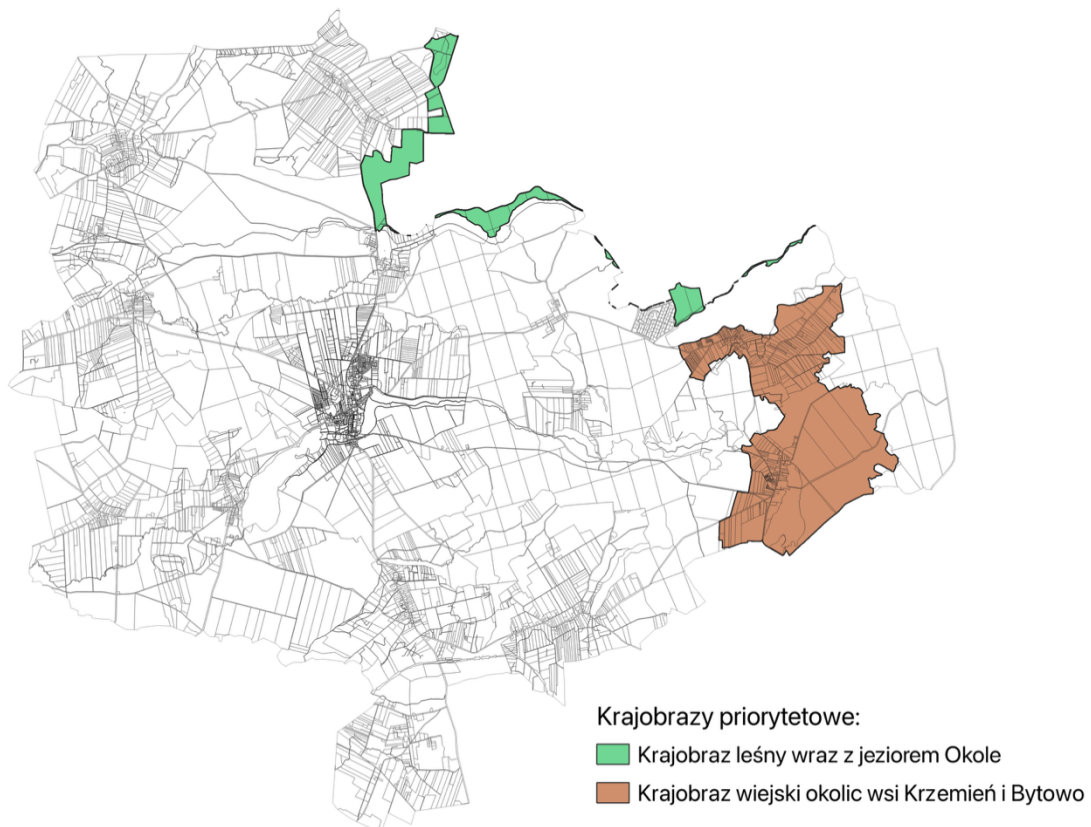 Krajobrazy priorytetowe:
Krajobraz leśny wraz z jeziorem Okole
Krajobraz wiejski okolic wsi Krzemień i Bytowo